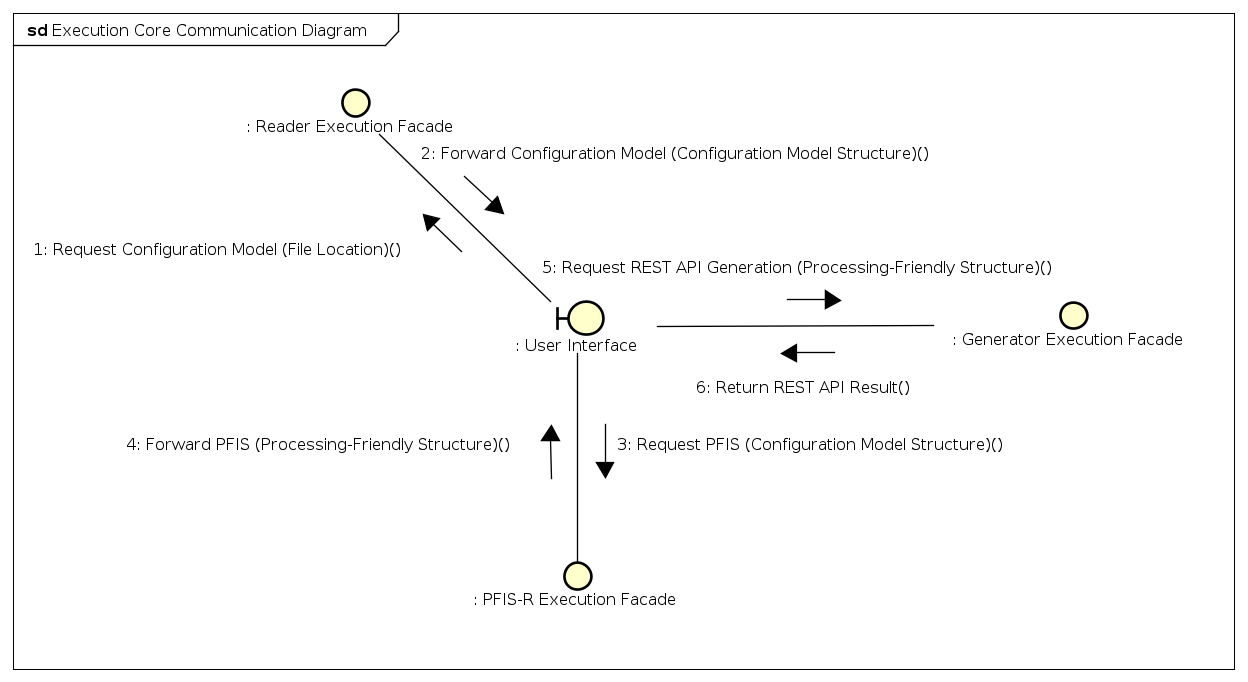 sd Execution Core Communication Diagram
: Reader Execution Facade
2: Forward Configuration Model (Configuration Model Structure)()
1: Request Configuration Model (File Location)()
5: Request REST API Generation (Processing-Friendly Structure)()
: User Interface
: Generator Execution Facade
6: Return REST API Result()
4: Forward PFIS (Processing-Friendly Structure)()
3: Request PFIS (Configuration Model Structure)()
: PFIS-R Execution Facade